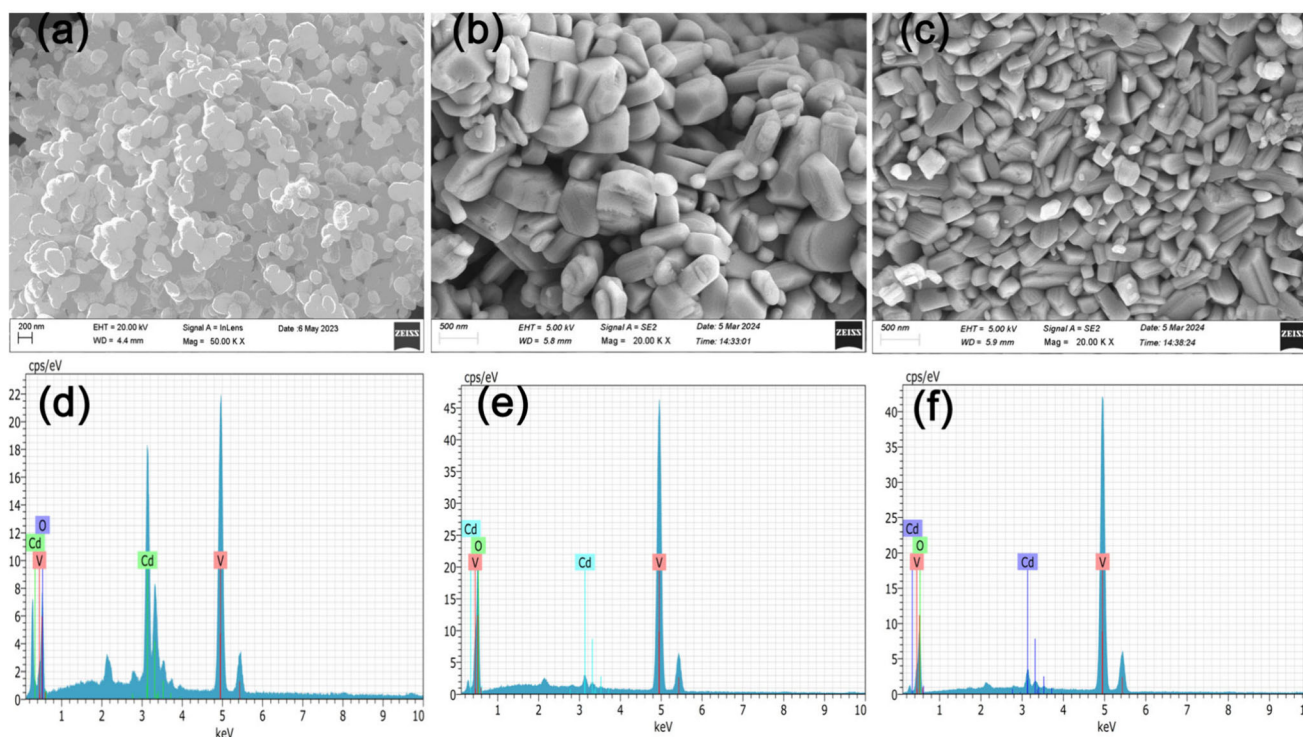 (a)
200 nm EHT = 20.00 kV Signal A = InLens Date :6 May 2023 ZEISS
WD = 4.4 mm Mag = 50.00 K X
(b)
500 nm EHT = 5.00 kV Signal A = SE2 Date: 5 Mar 2024 ZEISS
WD = 5.8 mm Mag = 20.00 K X Time: 14:33:01
(c)
500 nm EHT = 5.00 kV Signal A = SE2 Date: 5 Mar 2024 ZEISS
WD = 5.9 mm Mag = 20.00 K X Time: 14:38:24
cps/eV
(d)
22
20
18
16
14
12
10
8
6
4
2
0
O
Cd
V
Cd
V
1 2 3 4 5 6 7 8 9 10
keV
cps/eV
(e)
45
40
35
30
25
20
15
10
5
0
Cd
O
V
Cd
V
1 2 3 4 5 6 7 8 9 10
keV
cps/eV
(f)
40
35
30
25
20
15
10
5
0
Cd
O
V
Cd
V
1 2 3 4 5 6 7 8 9 10
keV